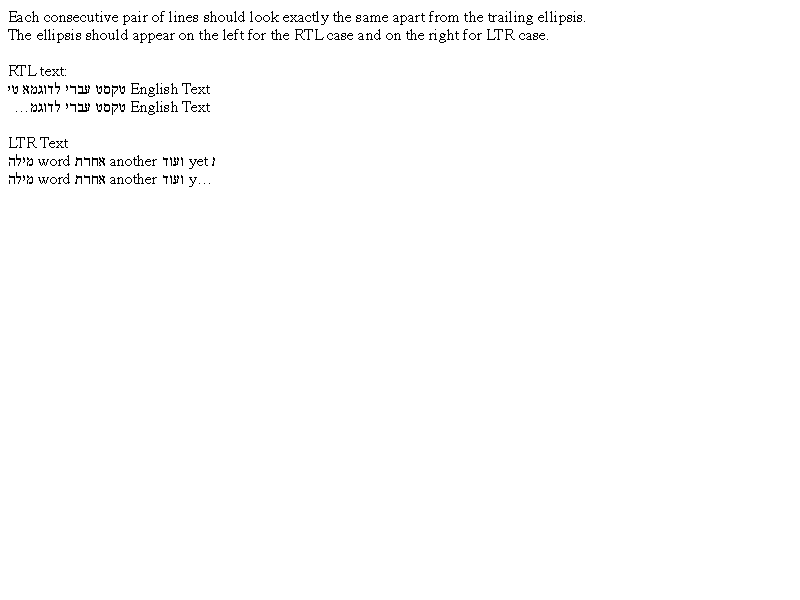 Each consecutive pair of lines should look exactly the same apart from the trailing ellipsis.
The ellipsis should appear on the left for the RTL case and on the right for LTR case.
RTL text:
English Text טקסט עברי לדוגמא טי
English Text טקסט עברי לדוגמ…
LTR Text
מילה word אחרת another ועוד yet
מילה word אחרת another ועוד y…